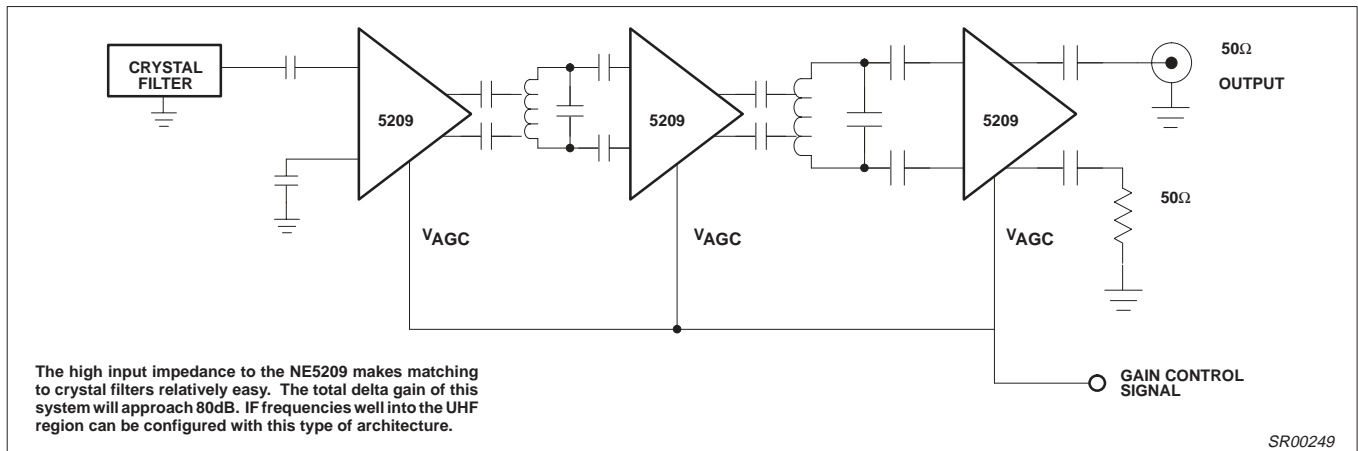 CRYSTAL
FILTER
5209
5209
5209
50Ω
OUTPUT
50Ω
VAGC
VAGC
VAGC
The high input impedance to the NE5209 makes matching
to crystal filters relatively easy. The total delta gain of this
system will approach 80dB. IF frequencies well into the UHF
region can be configured with this type of architecture.
GAIN CONTROL
SIGNAL
SR00249